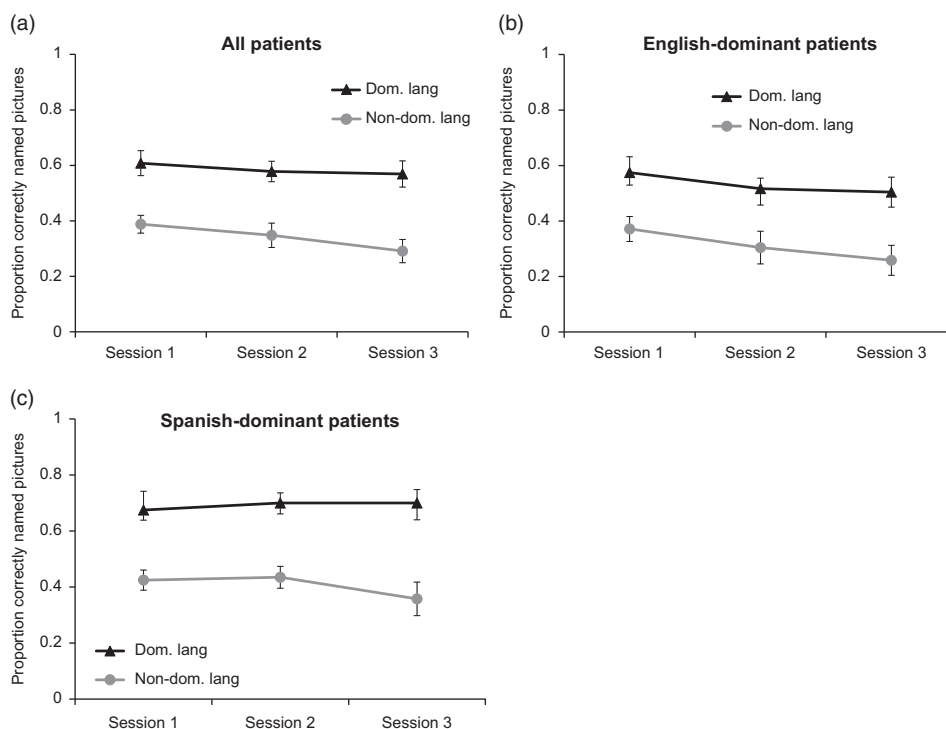 (a)
All patients
1
0.8
0.6
0.4
0.2
0
Proportion correctly named pictures
Dom. lang
Non-dom. lang
Session 1 Session 2 Session 3
(b)
English-dominant patients
1
0.8
0.6
0.4
0.2
0
Proportion correctly named pictures
Dom. lang
Non-dom. lang
Session 1 Session 2 Session 3
(c)
Spanish-dominant patients
1
0.8
0.6
0.4
0.2
0
Proportion correctly named pictures
Dom. lang
Non-dom. lang
Session 1 Session 2 Session 3